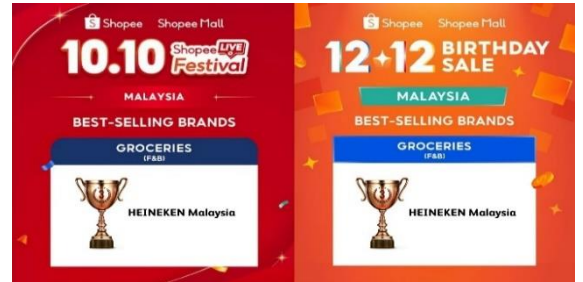 Shopee Shopee Mall
10.10 Shopee LIVE Festival
MALAYSIA
BEST-SELLING BRANDS
GROCERIES
(F&B)
HEINEKEN Malaysia
Shopee Shopee Mall
12+12 BIRTHDAY SALE
MALAYSIA
BEST-SELLING BRANDS
GROCERIES
(F&B)
HEINEKEN Malaysia